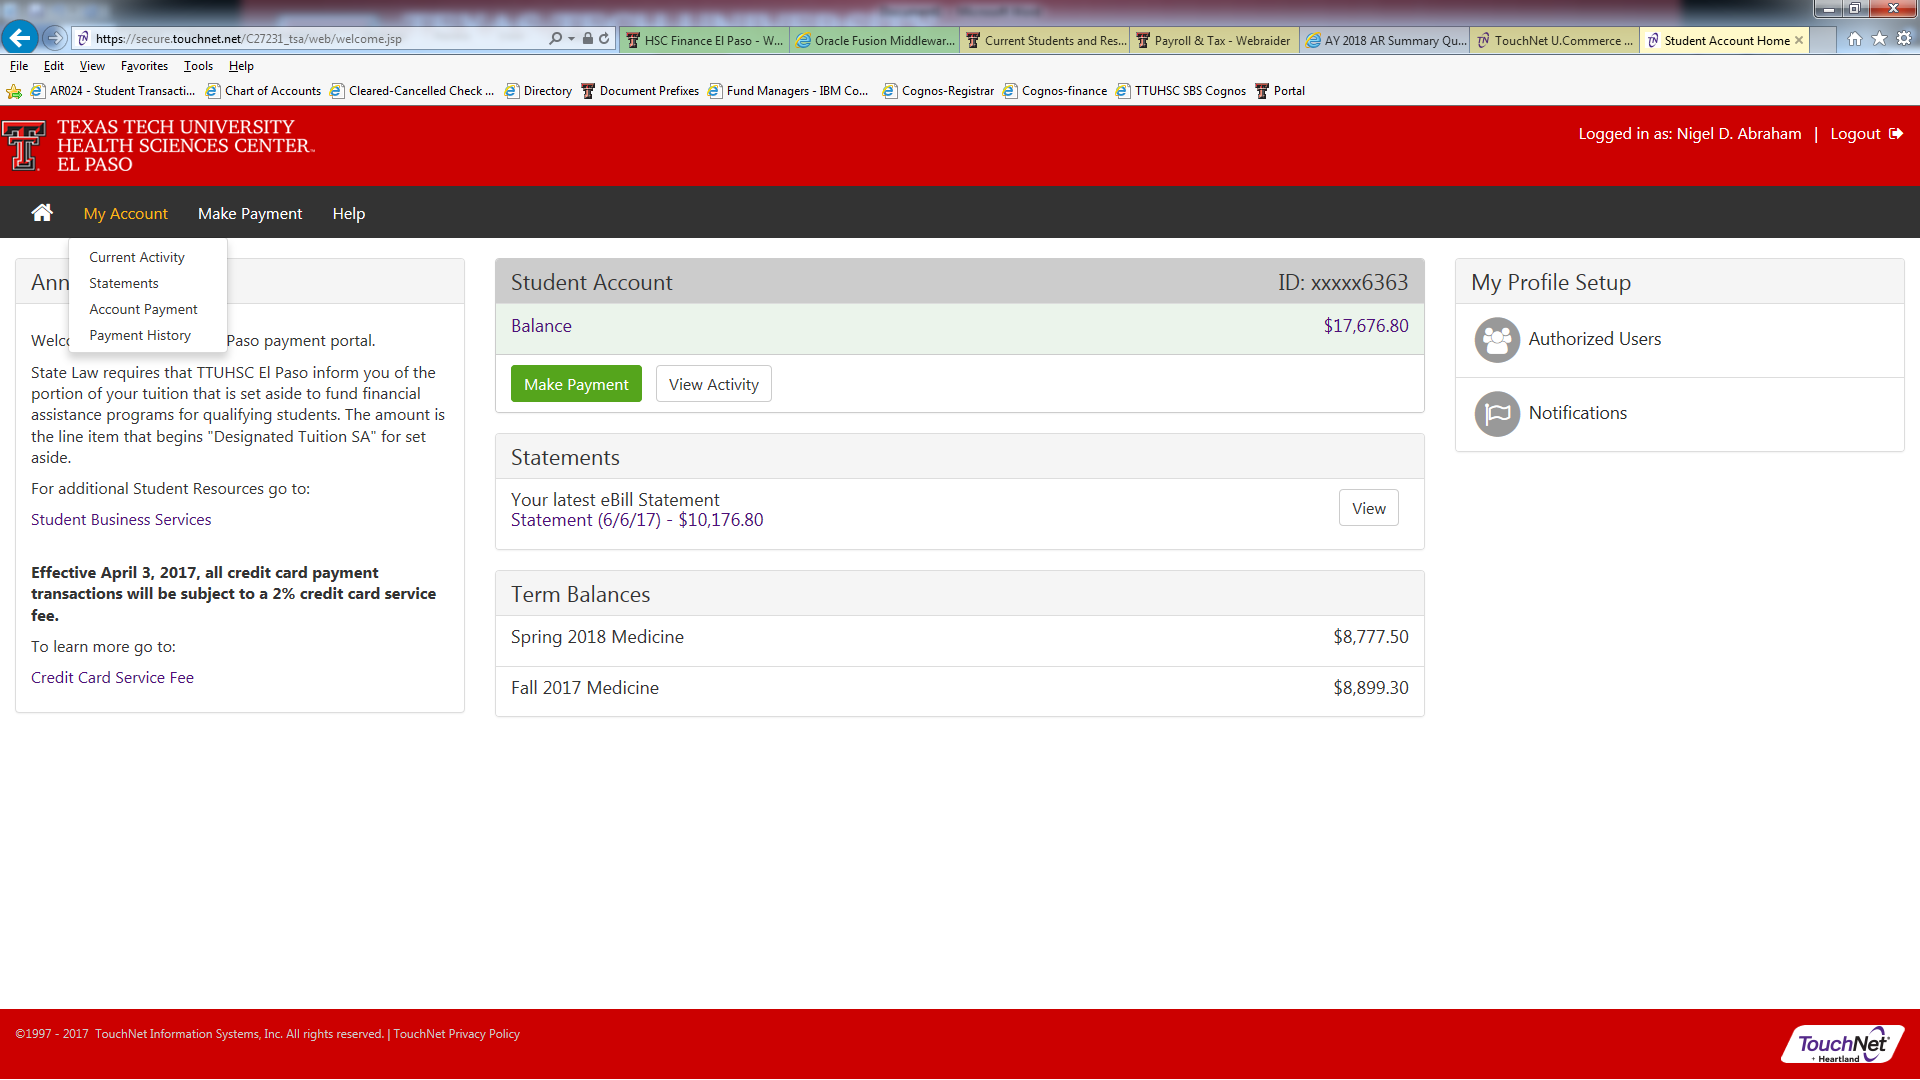 https://secure.touchnet.net/C27231_tsa/web/welcome.jsp
HSC Finance El Paso - W...
Oracle Fusion Middlewar...
Current Students and Res...
Payroll & Tax - Webraider
AY 2018 AR Summary Qu...
TouchNet U.Commerce ...
Student Account Home
File Edit View Favorites Tools Help
AR024 - Student Transacti... Chart of Accounts Cleared-Cancelled Check ... Directory Document Prefixes Fund Managers - IBM Co... Cognos-Registrar Cognos-finance TTUHSC SBS Cognos Portal
TEXAS TECH UNIVERSITY
HEALTH SCIENCES CENTER™
EL PASO
Logged in as: Nigel D. Abraham | Logout
My Account Make Payment Help
Current Activity
Statements
Account Payment
Payment History
Ann
Welc Paso payment portal.
State Law requires that TTUHSC El Paso inform you of the
portion of your tuition that is set aside to fund financial
assistance programs for qualifying students. The amount is
the line item that begins "Designated Tuition SA" for set
aside.
For additional Student Resources go to:
Student Business Services
Effective April 3, 2017, all credit card payment
transactions will be subject to a 2% credit card service
fee.
To learn more go to:
Credit Card Service Fee
Student Account ID: xxxxx6363
Balance $17,676.80
Make Payment View Activity
Statements
Your latest eBill Statement
Statement (6/6/17) - $10,176.80
View
Term Balances
Spring 2018 Medicine $8,777.50
Fall 2017 Medicine $8,899.30
My Profile Setup
Authorized Users
Notifications
©1997 - 2017 TouchNet Information Systems, Inc. All rights reserved. | TouchNet Privacy Policy
TouchNet®
+ Heartland